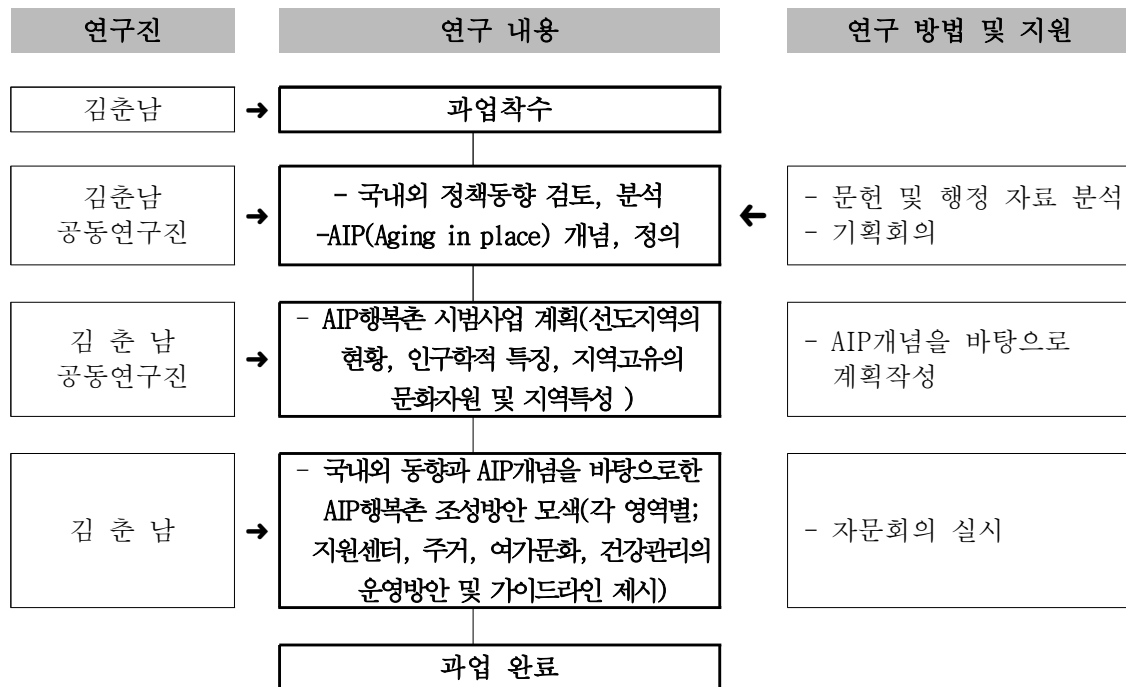 연구진
연구 내용
연구 방법 및 지원
김춘남
과업착수
김춘남
공동연구진
- 국내외 정책동향 검토, 분석
-AIP(Aging in place) 개념, 정의
- 문헌 및 행정 자료 분석
- 기획회의
김 춘 남
공동연구진
- AIP행복촌 시범사업 계획(선도지역의
현황, 인구학적 특징, 지역고유의
문화자원 및 지역특성 )
- AIP개념을 바탕으로
계획작성
김 춘 남
- 국내외 동향과 AIP개념을 바탕으로한
AIP행복촌 조성방안 모색(각 영역별;
지원센터, 주거, 여가문화, 건강관리의
운영방안 및 가이드라인 제시)
- 자문회의 실시
과업 완료